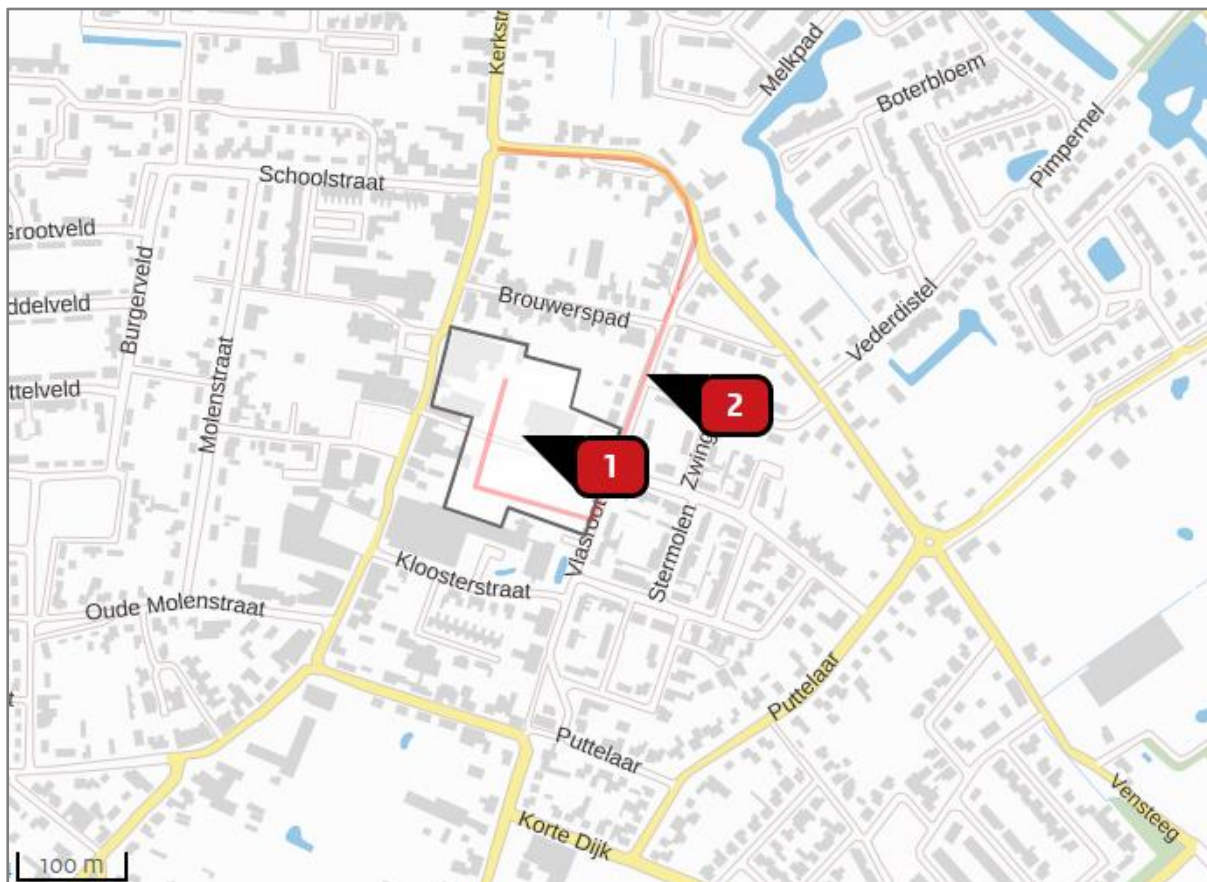 Kerkstr
Melkpad
Boterbloem
Pimpernel
Schoolstraat
Grootveld
Burgerveld
ddelveld
Brouwerspad
Vederdistel
ttelveld
Molenstraat
2
1
Zwing
Vlasroot
Stermolen
Kloosterstraat
Oude Molenstraat
Puttelaar
Puttelaar
Korte Dijk
Vensteeg
100 m